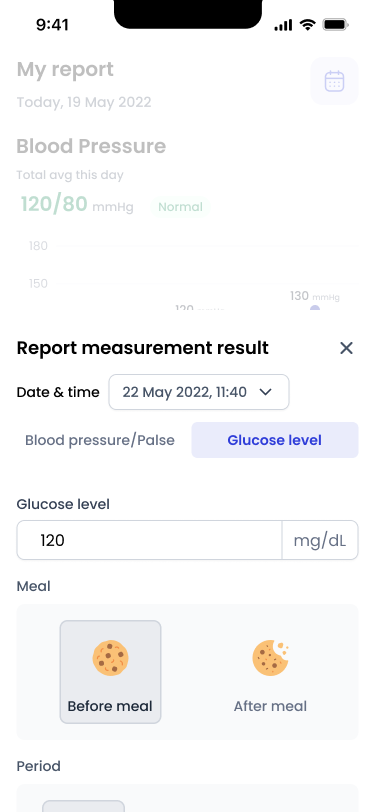 9:41
My report
Today, 19 May 2022
Blood Pressure
Total avg this day
120/80 mmHg Normal
180
150
130 mmHg
120
Report measurement result
Date & time 22 May 2022, 11:40
Blood pressure/Palse Glucose level
Glucose level
120 mg/dL
Meal
Before meal After meal
Period